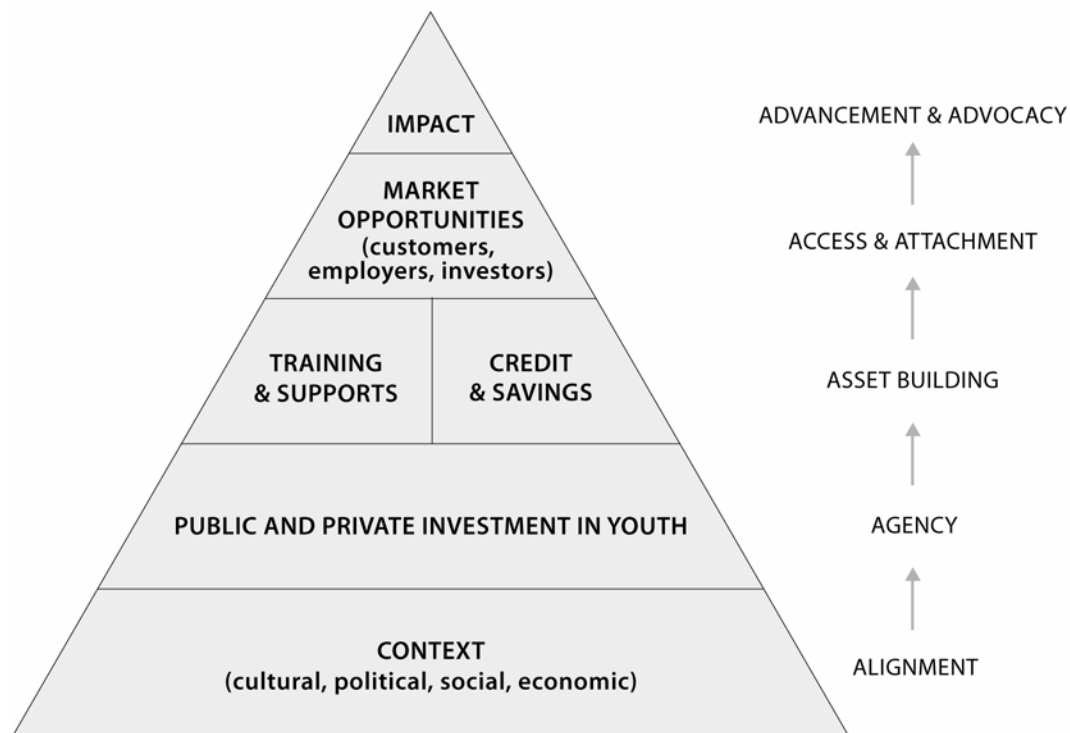 IMPACT
ADVANCEMENT & ADVOCACY
MARKET
OPPORTUNITIES
(customers,
employers, investors)
ACCESS & ATTACHMENT
TRAINING
& SUPPORTS
CREDIT
& SAVINGS
ASSET BUILDING
PUBLIC AND PRIVATE INVESTMENT IN YOUTH
AGENCY
CONTEXT
(cultural, political, social, economic)
ALIGNMENT